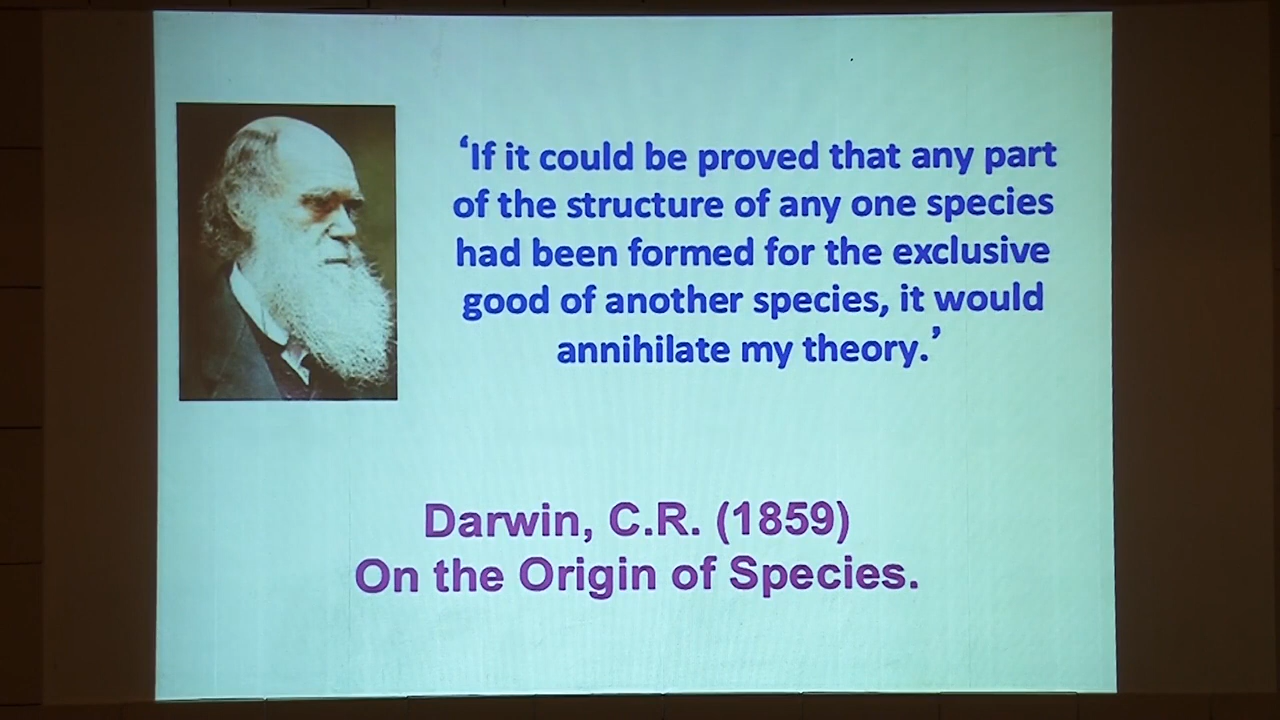 ‘If it could be proved that any part
of the structure of any one species
had been formed for the exclusive
good of another species, it would
annihilate my theory.’
Darwin, C.R. (1859)
On the Origin of Species.